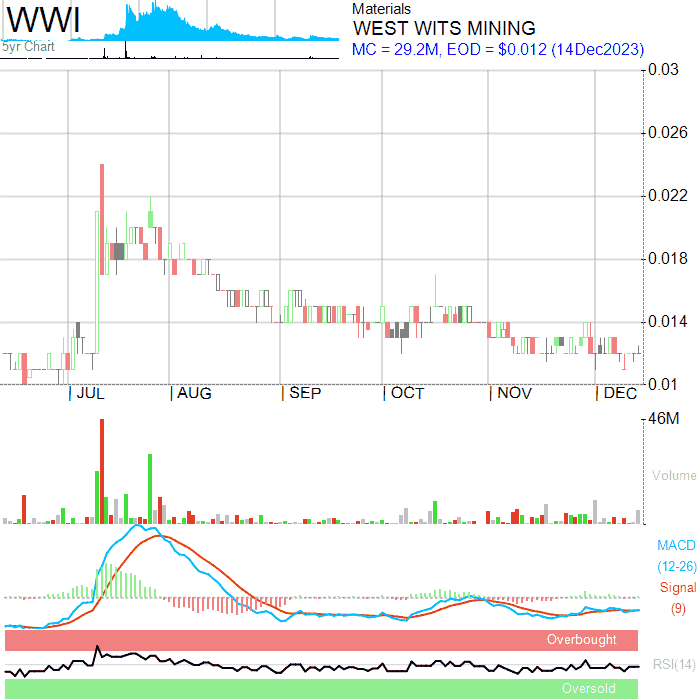 WWI
5yr Chart
Materials
WEST WITS MINING
MC = 29.2M, EOD = $0.012 (14Dec2023)
0.03
0.026
0.022
0.018
0.014
0.01
JUL AUG SEP OCT NOV DEC
46M
Volume
MACD
(12-26)
Signal
(9)
Overbought
RSI(14)
Oversold